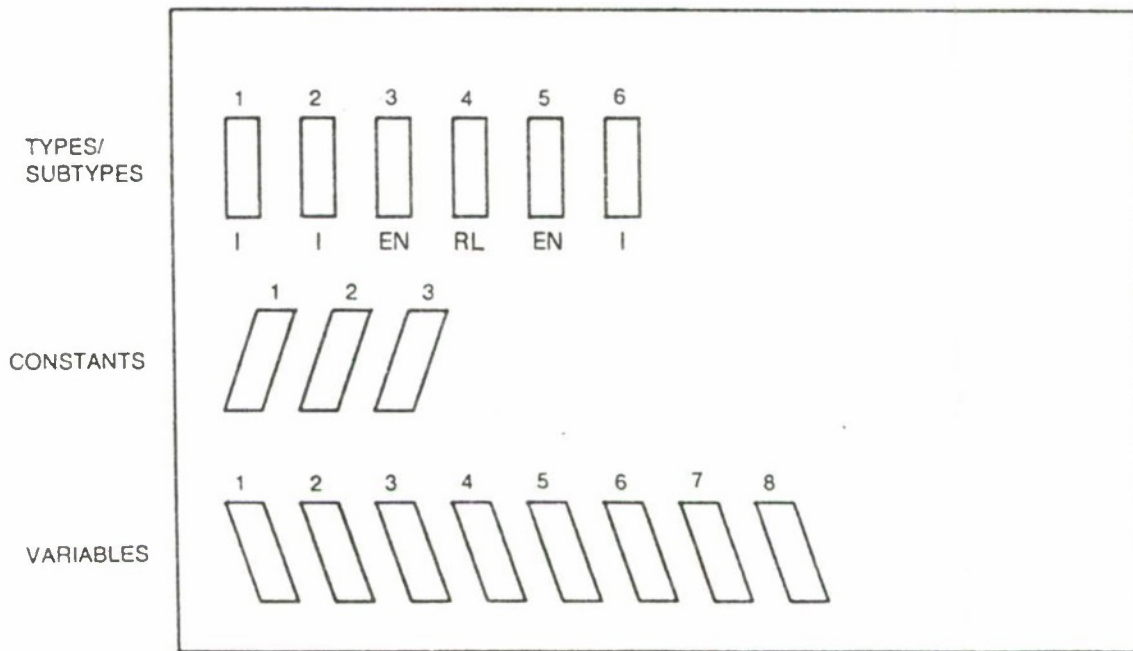 1 2 3 4 5 6
TYPES/
SUBTYPES
I I EN RL EN I
1 2 3
CONSTANTS
1 2 3 4 5 6 7 8
VARIABLES